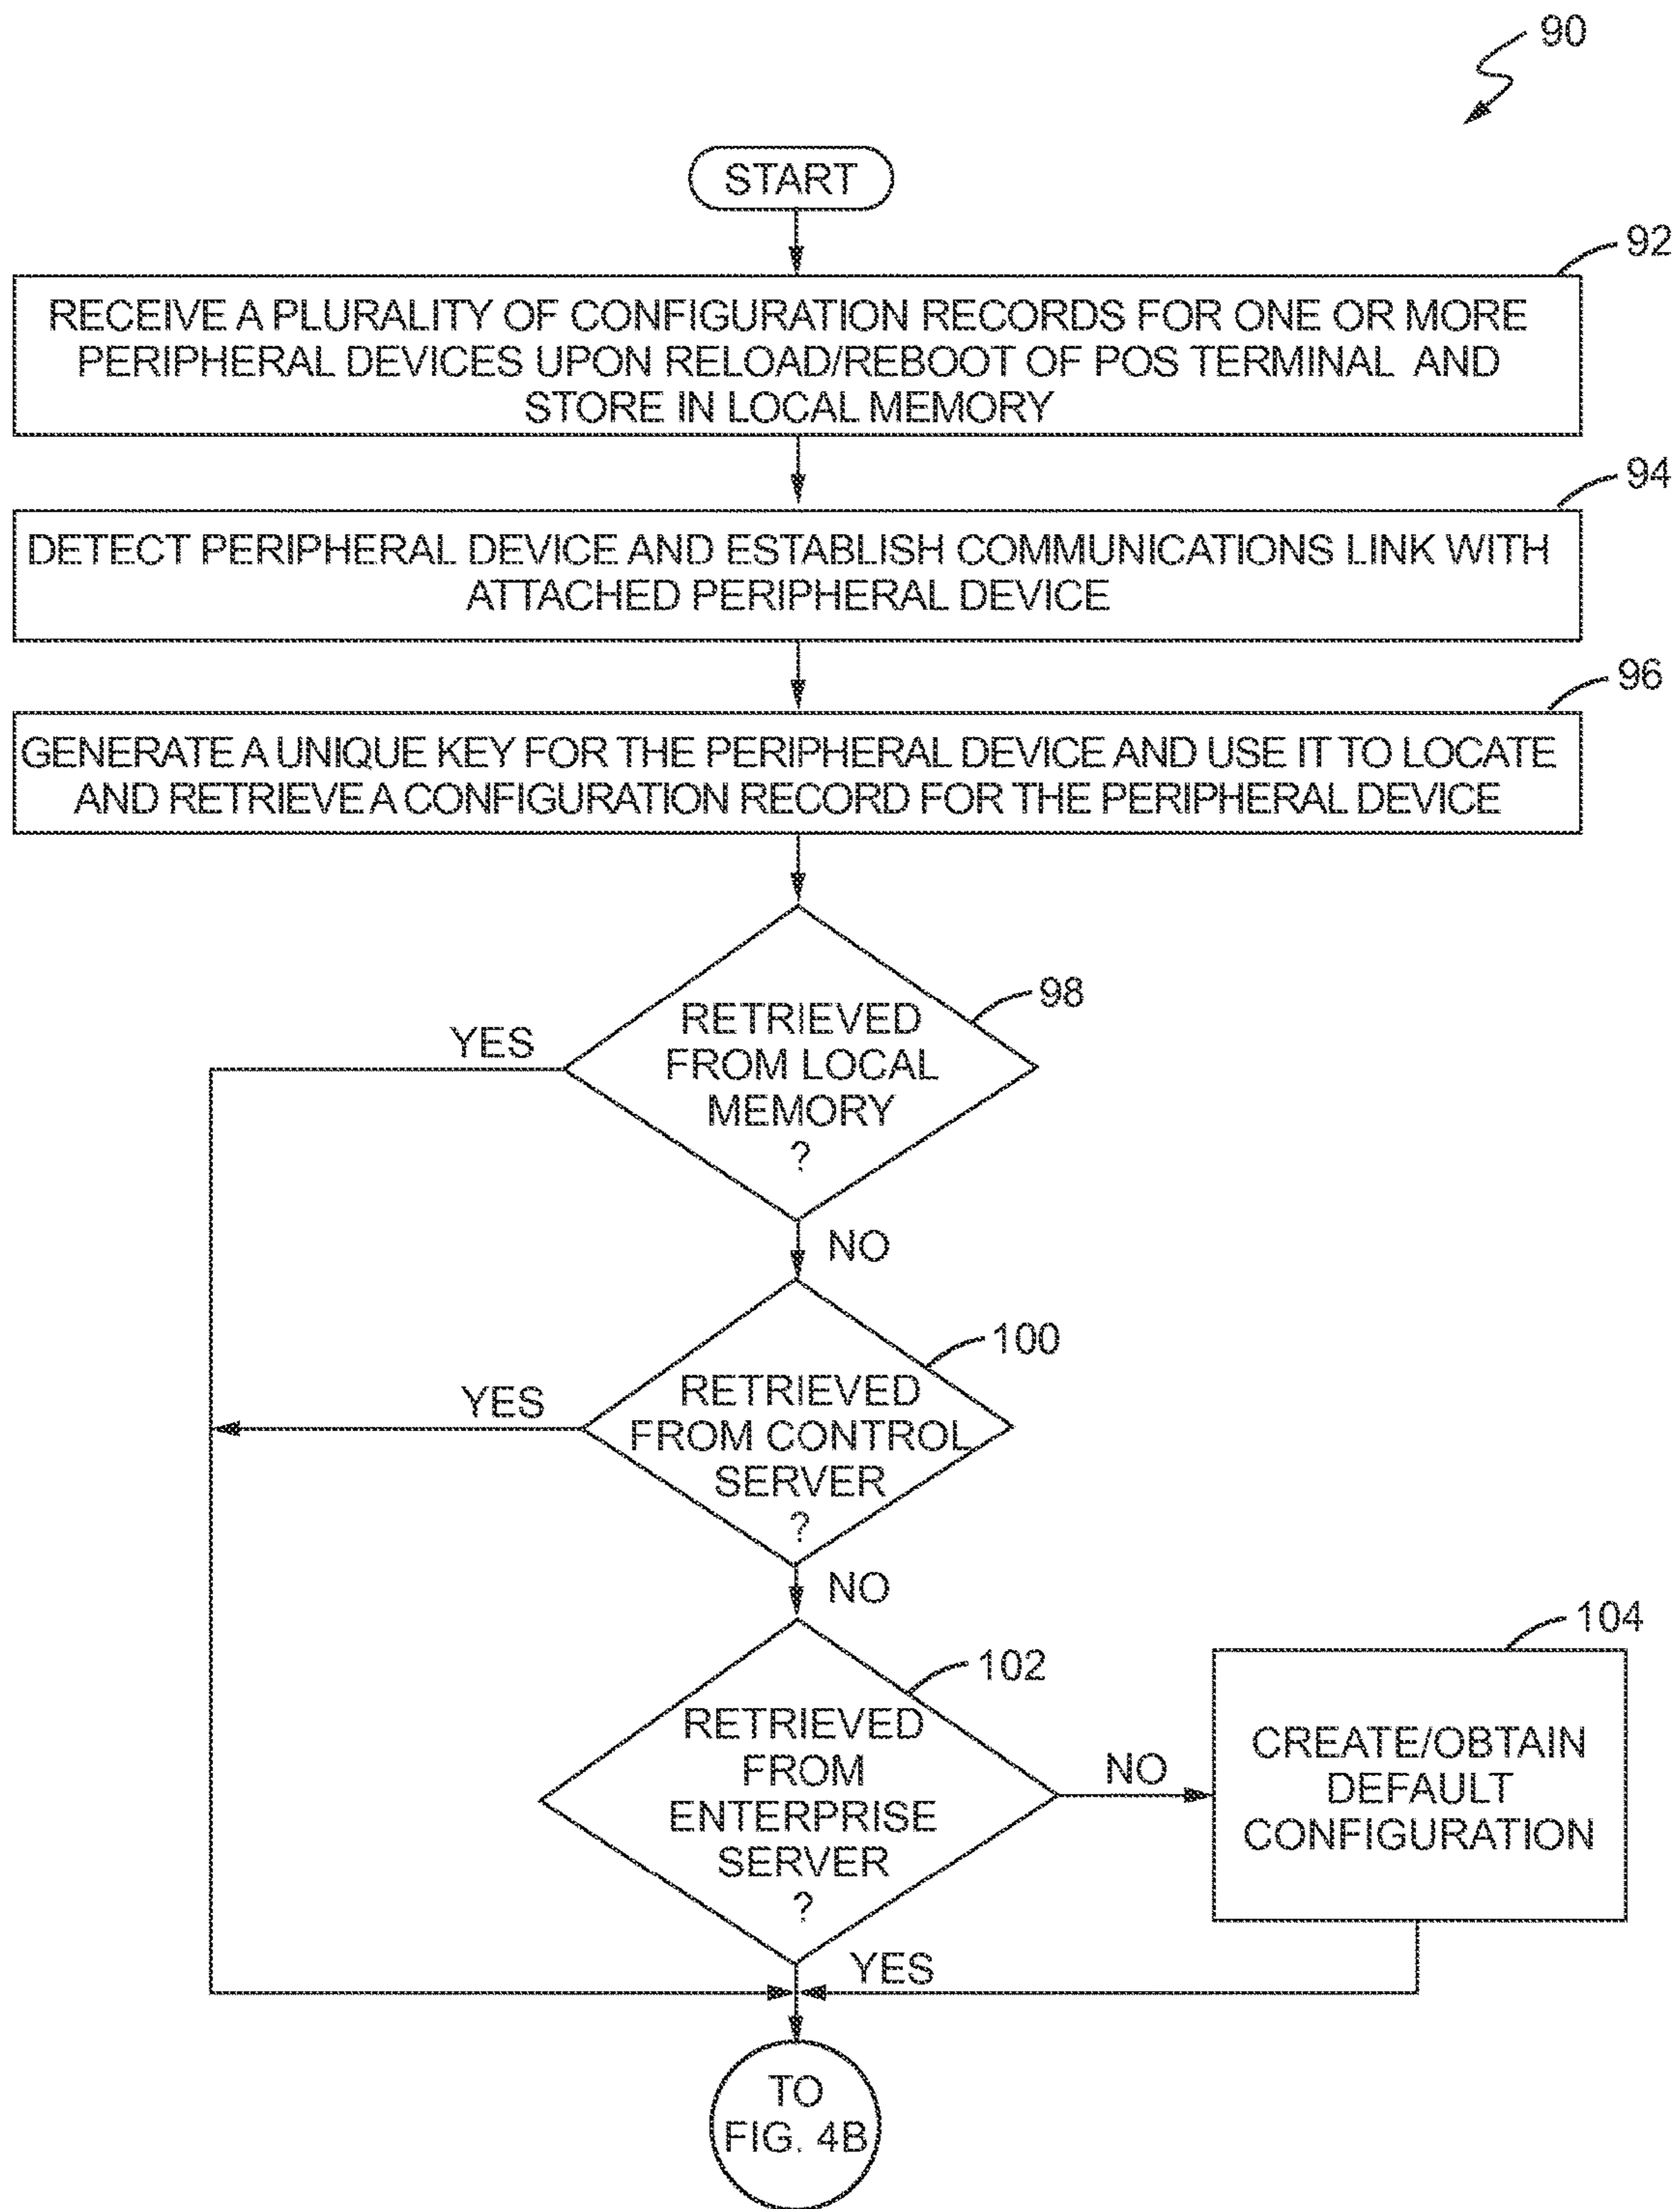 90
START
92
RECEIVE A PLURALITY OF CONFIGURATION RECORDS FOR ONE OR MORE
PERIPHERAL DEVICES UPON RELOAD/REBOOT OF POS TERMINAL AND
STORE IN LOCAL MEMORY
94
DETECT PERIPHERAL DEVICE AND ESTABLISH COMMUNICATIONS LINK WITH
ATTACHED PERIPHERAL DEVICE
96
GENERATE A UNIQUE KEY FOR THE PERIPHERAL DEVICE AND USE IT TO LOCATE
AND RETRIEVE A CONFIGURATION RECORD FOR THE PERIPHERAL DEVICE
98
RETRIEVED
FROM LOCAL
MEMORY
?
YES
NO
100
RETRIEVED
FROM CONTROL
SERVER
?
YES
NO
102
RETRIEVED
FROM
ENTERPRISE
SERVER
?
NO
104
CREATE/OBTAIN
DEFAULT
CONFIGURATION
YES
TO
FIG. 4B